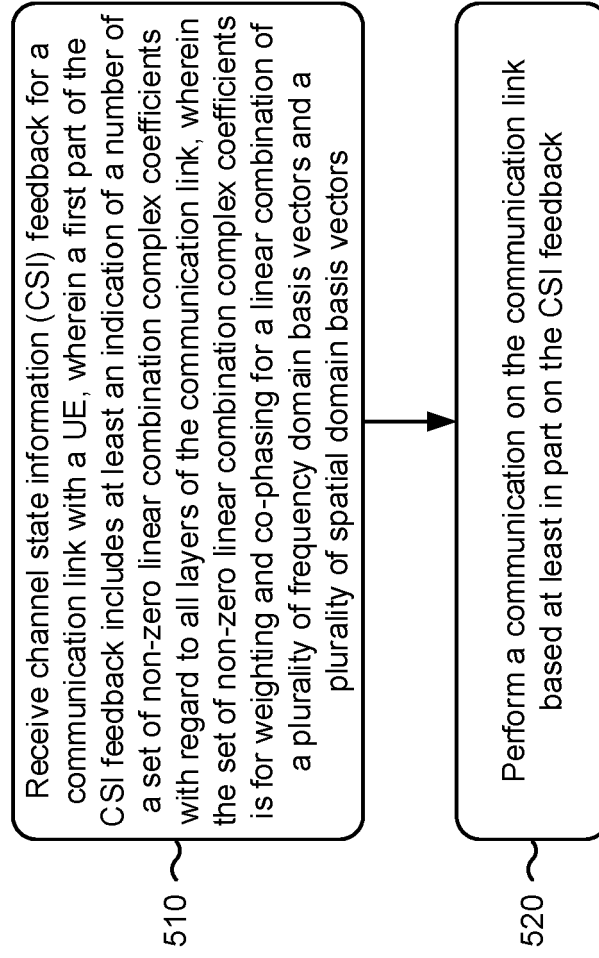 510
Receive channel state information (CSI) feedback for a
communication link with a UE, wherein a first part of the
CSI feedback includes at least an indication of a number of
a set of non-zero linear combination complex coefficients
with regard to all layers of the communication link, wherein
the set of non-zero linear combination complex coefficients
is for weighting and co-phasing for a linear combination of
a plurality of frequency domain basis vectors and a
plurality of spatial domain basis vectors
520
Perform a communication on the communication link
based at least in part on the CSI feedback